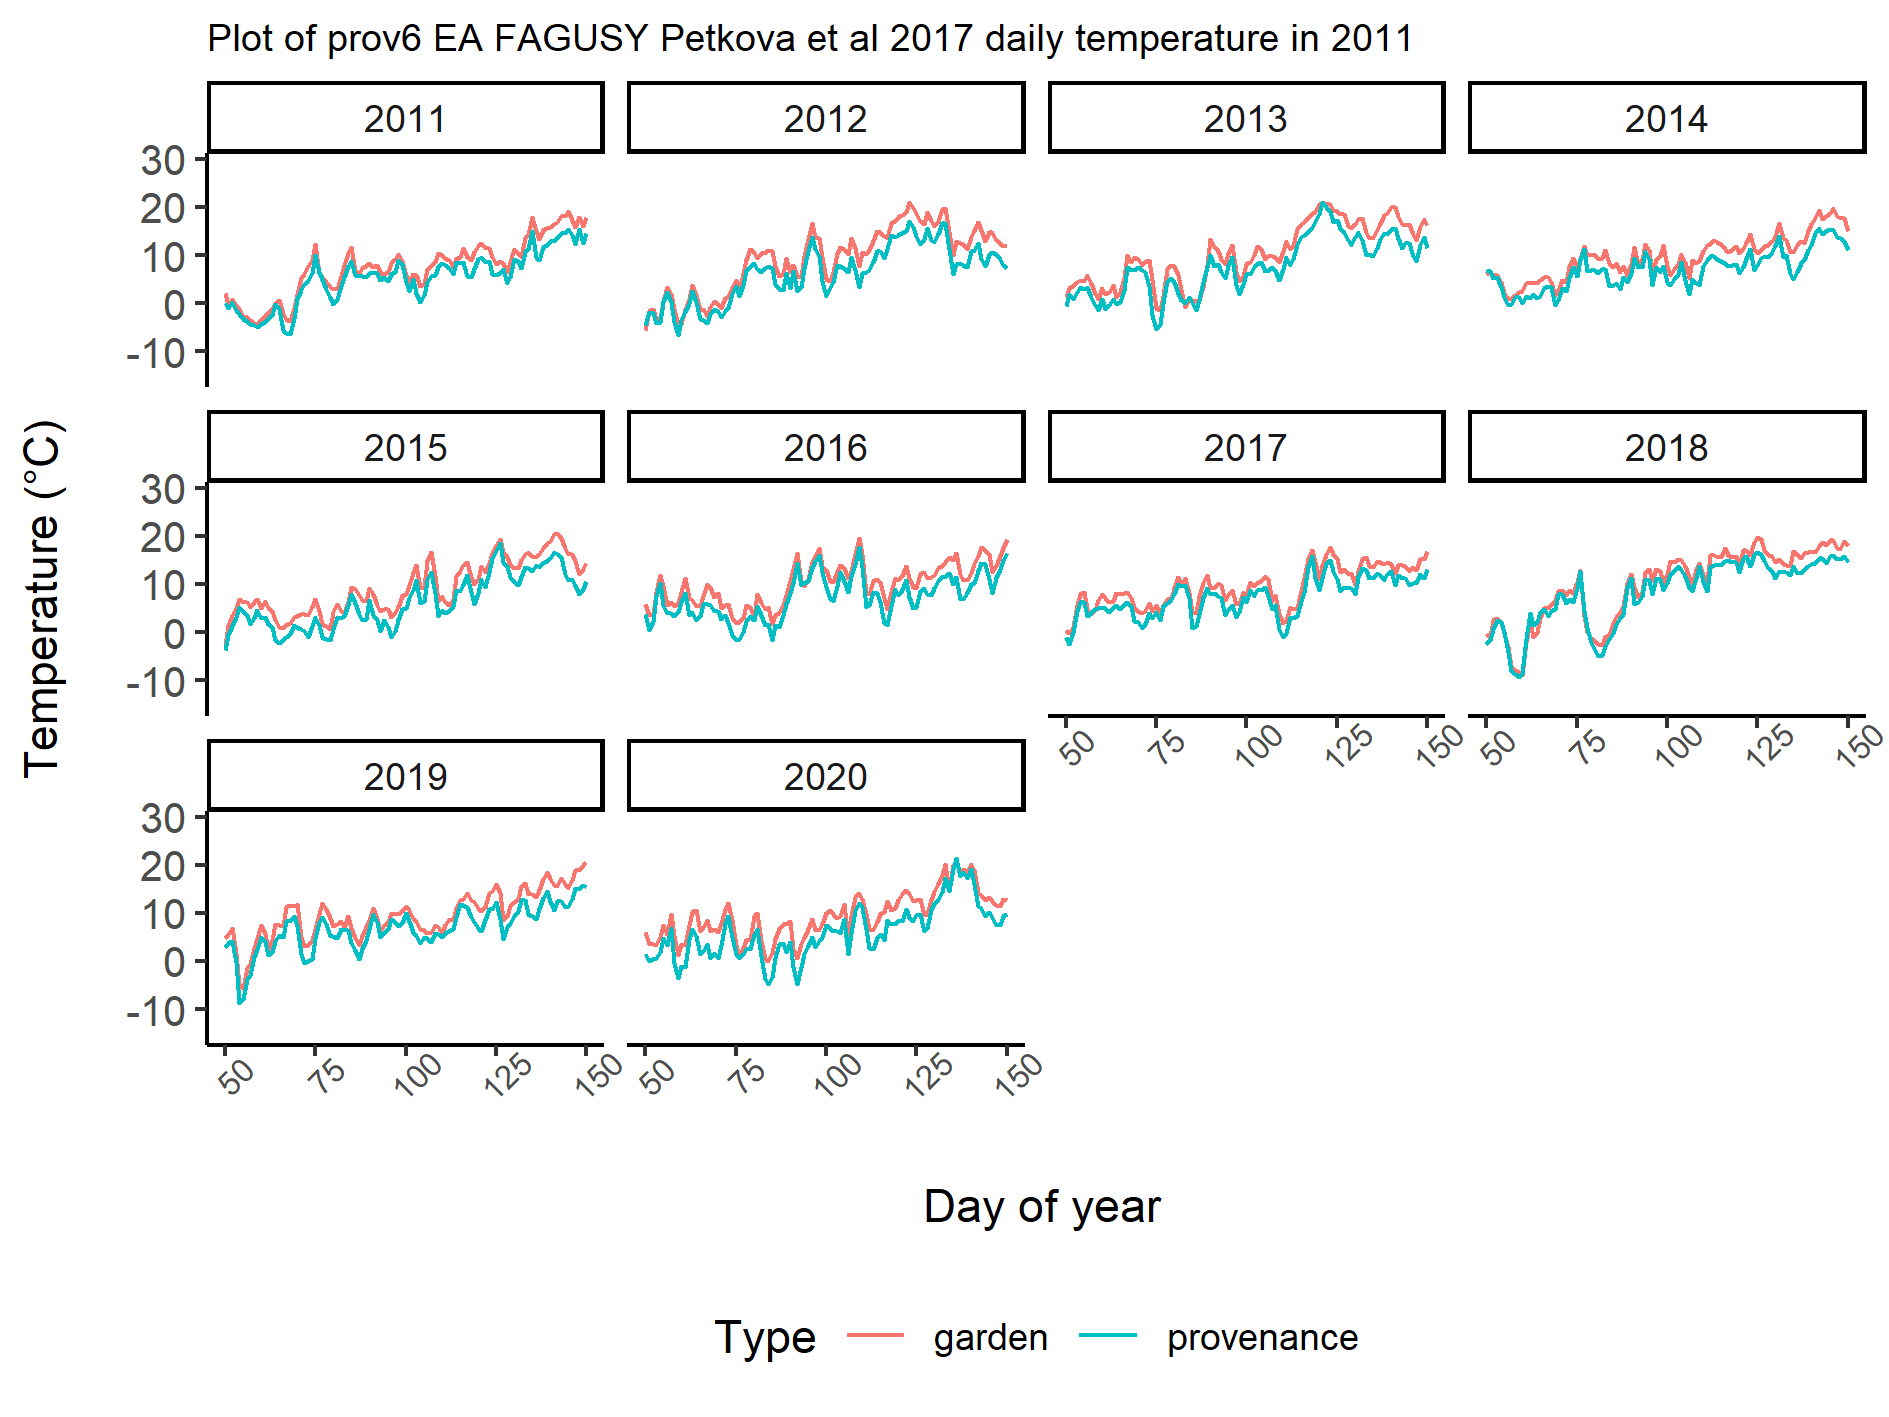 Plot of prov6 EA FAGUSY Petkova et al 2017 daily temperature in 2011
2011 2012 2013 2014
30
20
10
0
-10
2015 2016 2017 2018
30
20
10
0
-10
50 75 100 125 150 50 75 100 125 150
2019 2020
30
20
10
0
-10
50 75 100 125 150 50 75 100 125 150
Temperature (°C)
Day of year
Type garden provenance